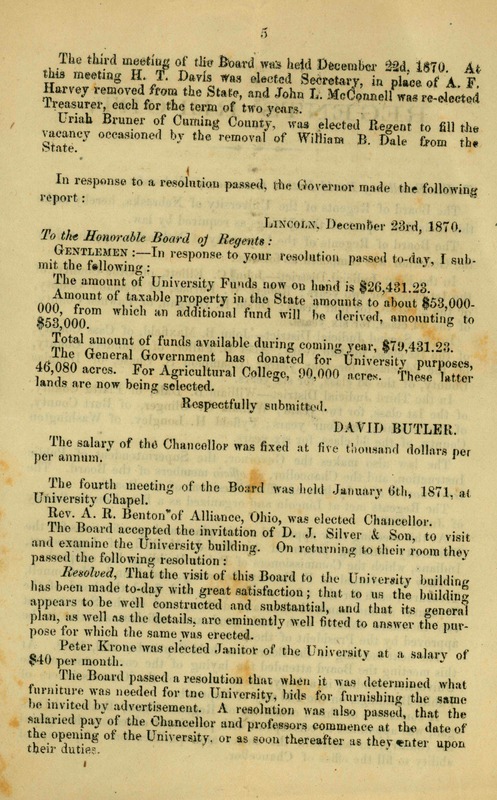 5
The third meeting of the Board was held December 22d, 1870. At
this meeting H. T. Davis was elected Secretary, in place of A. F.
Harvey removed from the State, and John L. McConnell was re-elected
Treasurer, each for the term of two years.
Uriah Bruner of Cuming County, was elected Regent to fill the
vacancy occasioned by the removal of William B. Dale from the
State.
In response to a resolution passed, the Governor made the following
report :
LINCOLN, December 23rd, 1870.
To the Honorable Board of Regents :
GENTLEMEN :—In response to your resolution passed to-day, I sub-
mit the following :
The amount of University Funds now on hand is $26,431.23.
Amount of taxable property in the State amounts to about $53,000-
000, from which an additional fund will be derived, amounting to
$53,000.
Total amount of funds available during coming year, $79,431.23.
The General Government has donated for University purposes,
46,080 acres. For Agricultural College, 90,000 acres. These latter
lands are now being selected.
Respectfully submitted.
DAVID BUTLER.
The salary of the Chancellor was fixed at five thousand dollars per
per annum.
The fourth meeting of the Board was held January 6th, 1871, at
University Chapel.
Rev. A. R. Benton of Alliance, Ohio, was elected Chancellor.
The Board accepted the invitation of D. J. Silver & Son, to visit
and examine the University building. On returning to their room they
passed the following resolution :
Resolved, That the visit of this Board to the University building
has been made to-day with great satisfaction ; that to us the building
appears to be well constructed and substantial, and that its general
plan, as well as the details, are eminently well fitted to answer the pur-
pose for which the same was erected.
Peter Krone was elected Janitor of the University at a salary of
$40 per month.
The Board passed a resolution that when it was determined what
furniture was needed for the University, bids for furnishing the same
be invited by advertisement. A resolution was also passed, that the
salaried pay of the Chancellor and professors commence at the date of
the opening of the University, or as soon thereafter as they enter upon
their duties.